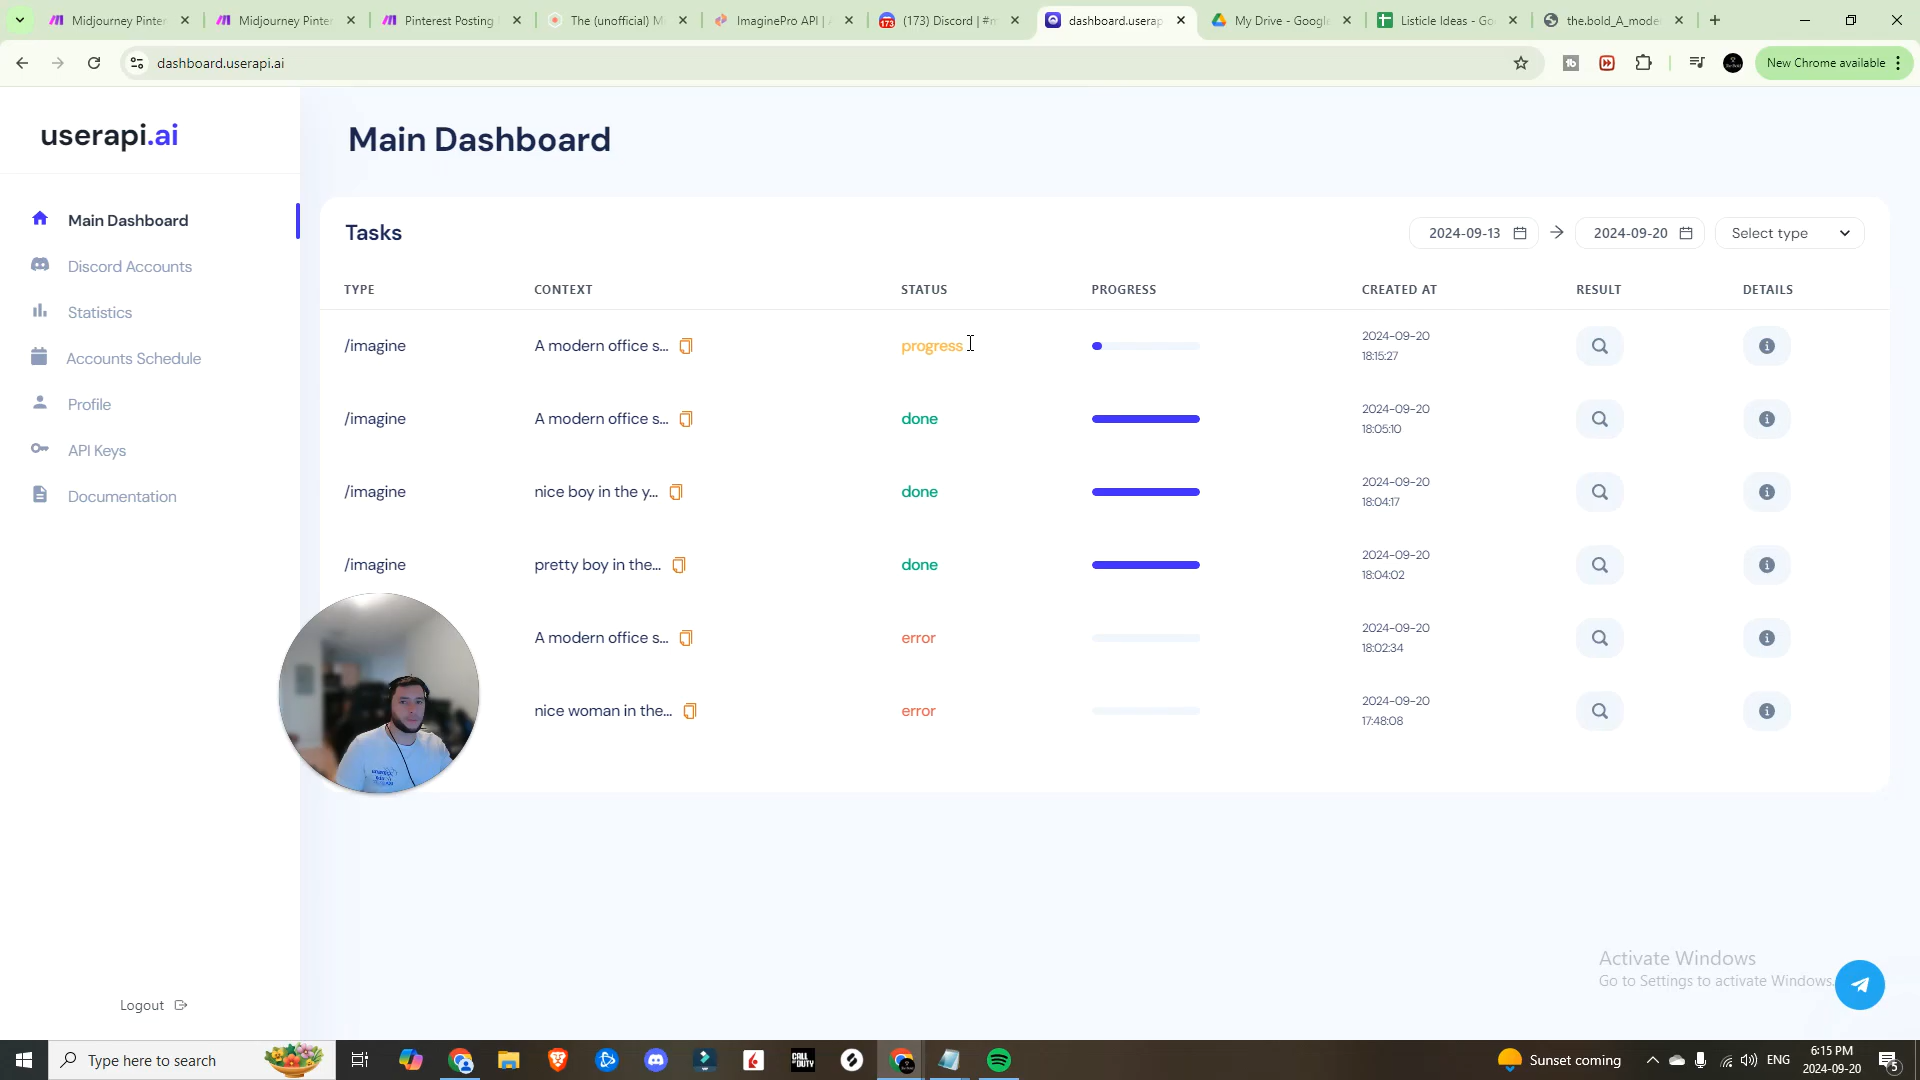 Midjourney Pinter
Midjourney Pinte
Pinterest Posting
The (unofficial) M
ImaginePro API | 
(173) Discord | #m
dashboard.userap
My Drive - Google
Listicle Ideas - Go
the.bold_A_mode
dashboard.userapi.ai
New Chrome available
userapi.ai
Main Dashboard
Discord Accounts
Statistics
Accounts Schedule
Profile
API Keys
Documentation
Logout
Main Dashboard
Tasks
2024-09-13
2024-09-20
Select type
TYPE CONTEXT STATUS PROGRESS CREATED AT RESULT DETAILS
/imagine A modern office s... progress 2024-09-20
18:15:27
/imagine A modern office s... done 2024-09-20
18:05:10
/imagine nice boy in the y... done 2024-09-20
18:04:17
/imagine pretty boy in the... done 2024-09-20
18:04:02
A modern office s... error 2024-09-20
18:02:34
nice woman in the... error 2024-09-20
17:48:08
Activate Windows
Go to Settings to activate Windows.
Type here to search
CALL OF DUTY
Sunset coming
ENG
6:15 PM
2024-09-20
5